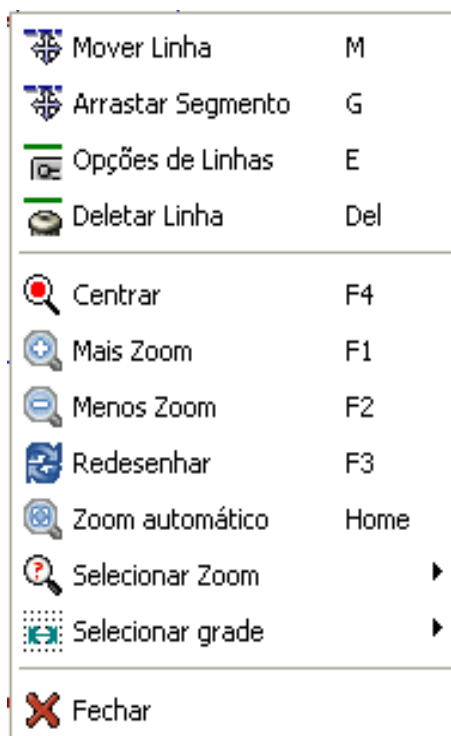 Mover Linha M
Arrastar Segmento G
Opções de Linhas E
Deletar Linha Del
Centrar F4
Mais Zoom F1
Menos Zoom F2
Redesenhar F3
Zoom automático Home
Selecionar Zoom
Selecionar grade
Fechar